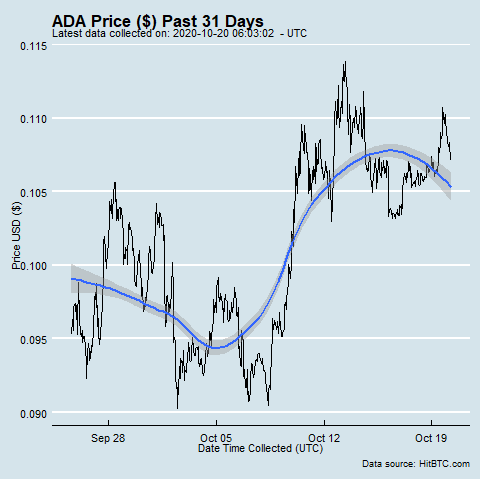 ADA Price ($) Past 31 Days
Latest data collected on: 2020-10-20 06:03:02 - UTC
0.115
0.110
0.105
0.100
0.095
0.090
Price USD ($)
Sep 28
Oct 05
Oct 12
Oct 19
Date Time Collected (UTC)
Data source: HitBTC.com